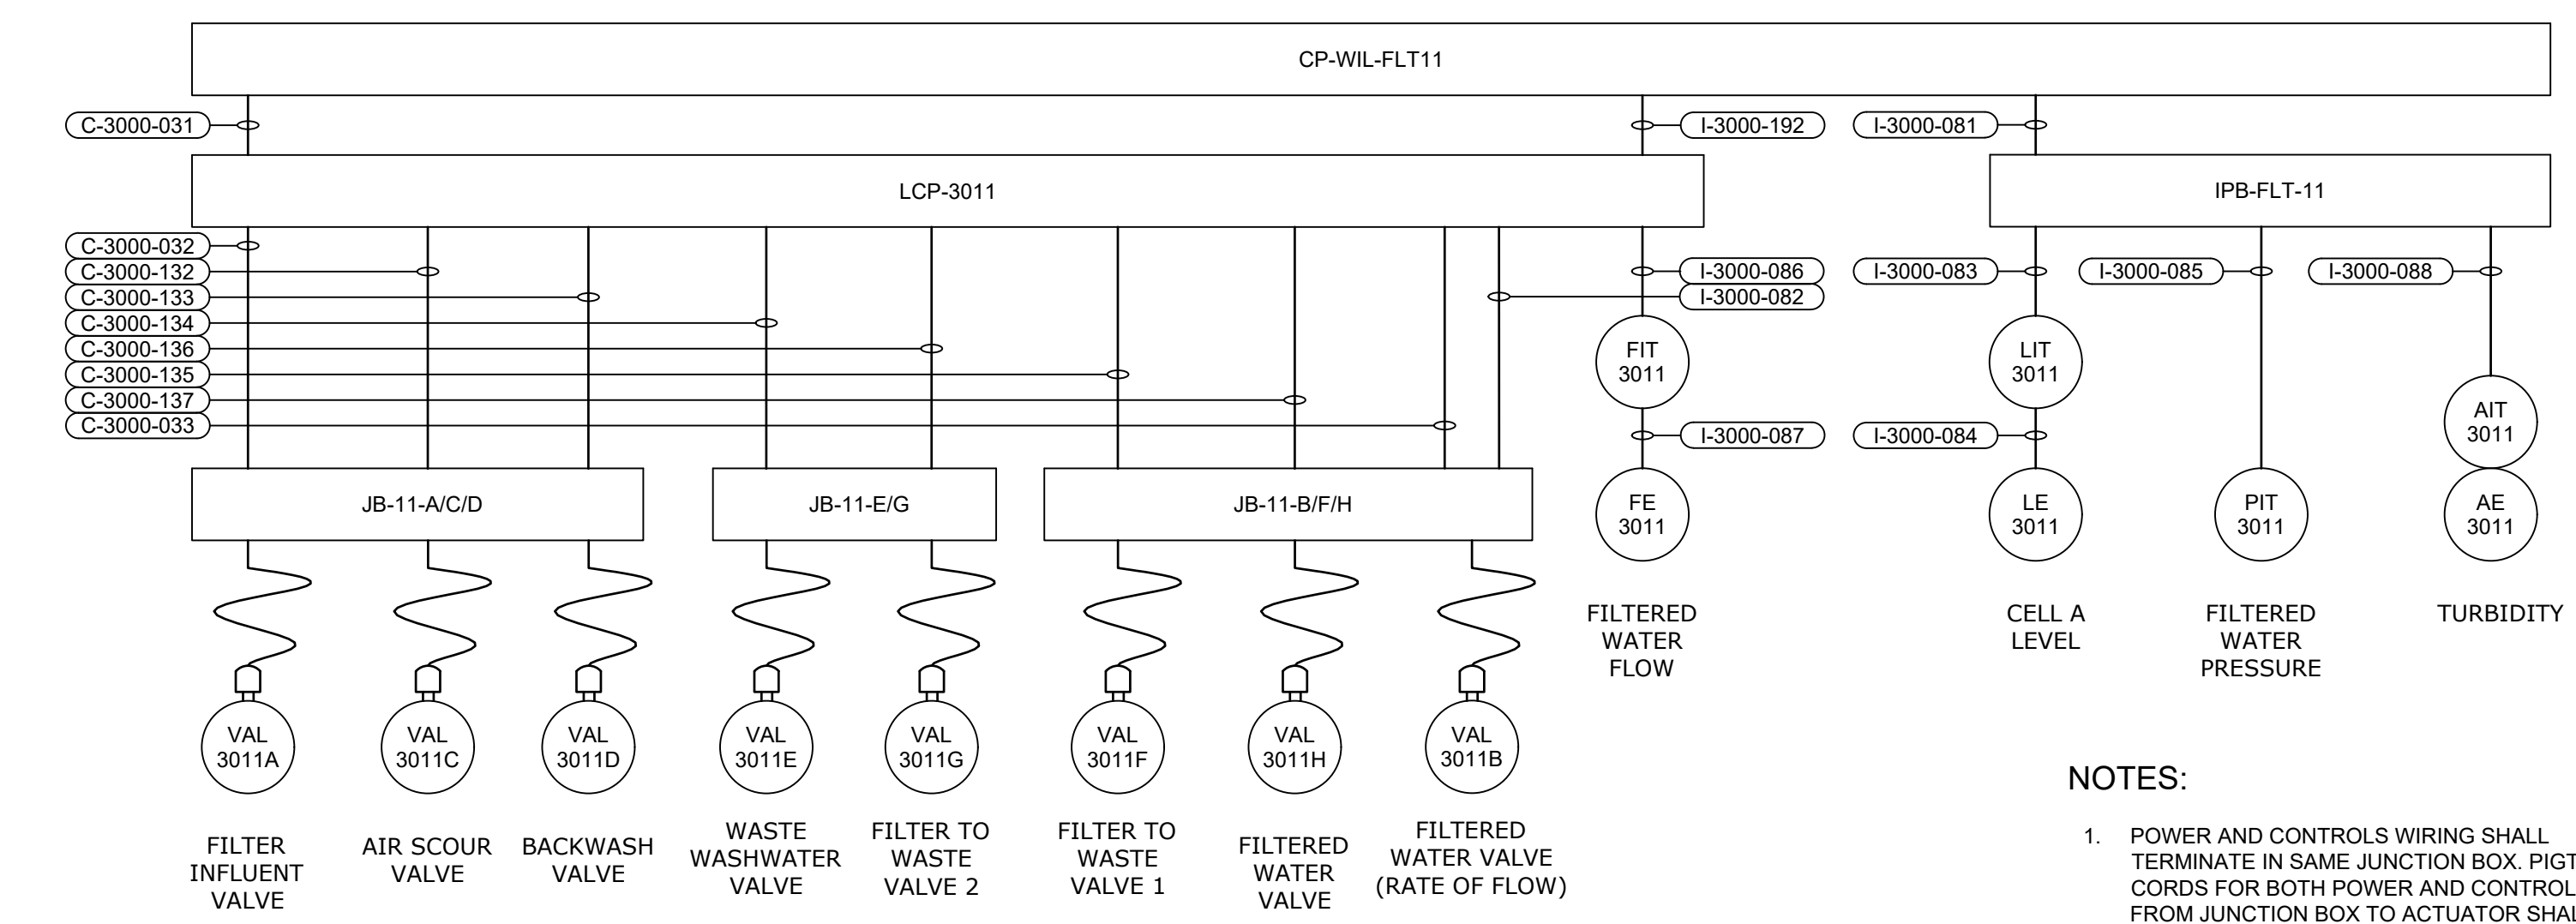 CP-WIL-FLT11
C-3000-031
I-3000-192
I-3000-081
LCP-3011
IPB-FLT-11
C-3000-032
C-3000-132
C-3000-133
C-3000-134
C-3000-136
C-3000-135
C-3000-137
C-3000-033
I-3000-086
I-3000-082
I-3000-083
I-3000-085
I-3000-088
FIT
3011
LIT
3011
AIT
3011
I-3000-087
I-3000-084
JB-11-A/C/D
JB-11-E/G
JB-11-B/F/H
FE
3011
LE
3011
PIT
3011
AE
3011
FILTERED
WATER
FLOW
CELL A
LEVEL
FILTERED
WATER
PRESSURE
TURBIDITY
VAL
3011A
VAL
3011C
VAL
3011D
VAL
3011E
VAL
3011G
VAL
3011F
VAL
3011H
VAL
3011B
FILTER
INFLUENT
VALVE
AIR SCOUR
VALVE
BACKWASH
VALVE
WASTE
WASHWATER
VALVE
FILTER TO
WASTE
VALVE 2
FILTER TO
WASTE
VALVE 1
FILTERED
WATER
VALVE
FILTERED
WATER VALVE
(RATE OF FLOW)
NOTES:
1. POWER AND CONTROLS WIRING SHALL
TERMINATE IN SAME JUNCTION BOX.
CORDS FOR BOTH POWER AND CONTROL
FROM JUNCTION BOX TO ACTUATOR